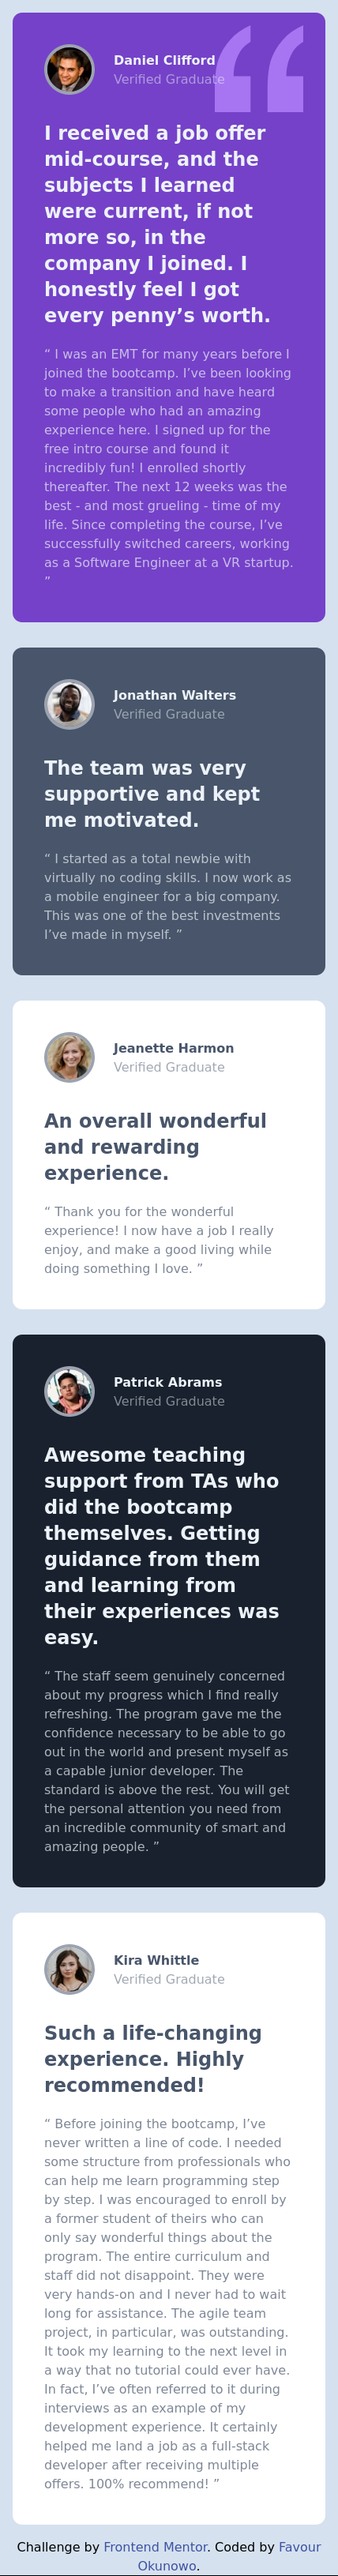 Daniel Clifford
Verified Graduate
I received a job offer
mid-course, and the
subjects I learned
were current, if not
more so, in the
company I joined. I
honestly feel I got
every penny’s worth.
“ I was an EMT for many years before I
joined the bootcamp. I’ve been looking
to make a transition and have heard
some people who had an amazing
experience here. I signed up for the
free intro course and found it
incredibly fun! I enrolled shortly
thereafter. The next 12 weeks was the
best - and most grueling - time of my
life. Since completing the course, I’ve
successfully switched careers, working
as a Software Engineer at a VR startup.
”
Jonathan Walters
Verified Graduate
The team was very
supportive and kept
me motivated.
“ I started as a total newbie with
virtually no coding skills. I now work as
a mobile engineer for a big company.
This was one of the best investments
I’ve made in myself. ”
Jeanette Harmon
Verified Graduate
An overall wonderful
and rewarding
experience.
“ Thank you for the wonderful
experience! I now have a job I really
enjoy, and make a good living while
doing something I love. ”
Patrick Abrams
Verified Graduate
Awesome teaching
support from TAs who
did the bootcamp
themselves. Getting
guidance from them
and learning from
their experiences was
easy.
“ The staff seem genuinely concerned
about my progress which I find really
refreshing. The program gave me the
confidence necessary to be able to go
out in the world and present myself as
a capable junior developer. The
standard is above the rest. You will get
the personal attention you need from
an incredible community of smart and
amazing people. ”
Kira Whittle
Verified Graduate
Such a life-changing
experience. Highly
recommended!
“ Before joining the bootcamp, I’ve
never written a line of code. I needed
some structure from professionals who
can help me learn programming step
by step. I was encouraged to enroll by
a former student of theirs who can
only say wonderful things about the
program. The entire curriculum and
staff did not disappoint. They were
very hands-on and I never had to wait
long for assistance. The agile team
project, in particular, was outstanding.
It took my learning to the next level in
a way that no tutorial could ever have.
In fact, I’ve often referred to it during
interviews as an example of my
development experience. It certainly
helped me land a job as a full-stack
developer after receiving multiple
offers. 100% recommend! ”
Challenge by Frontend Mentor. Coded by Favour
Okunowo.